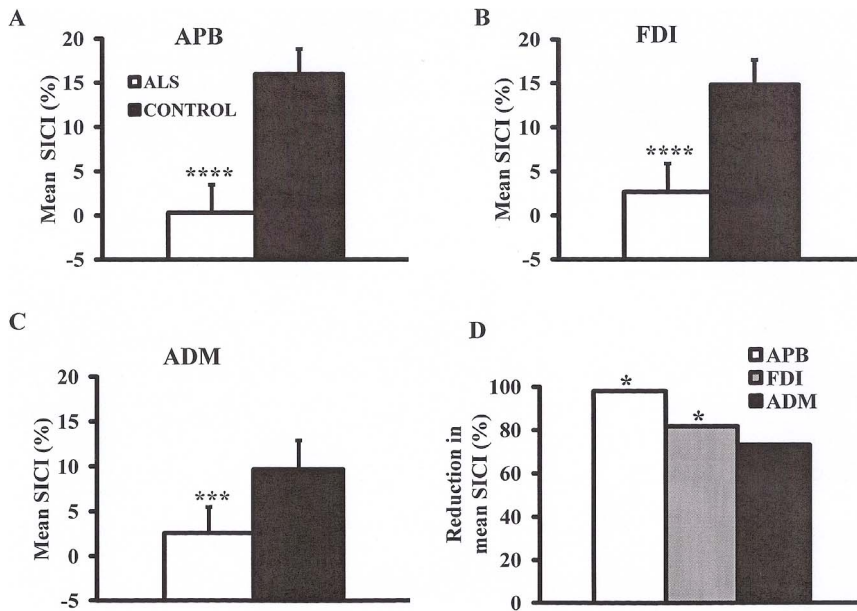 A
APB
Mean SICI (%)
20
15
10
5
0
-5
ALS
CONTROL
****
B
FDI
Mean SICI (%)
20
15
10
5
0
-5
****
C
ADM
Mean SICI (%)
20
15
10
5
0
-5
***
D
APB
FDI
ADM
Reduction in
mean SICI (%)
100
80
60
40
20
0
*
*